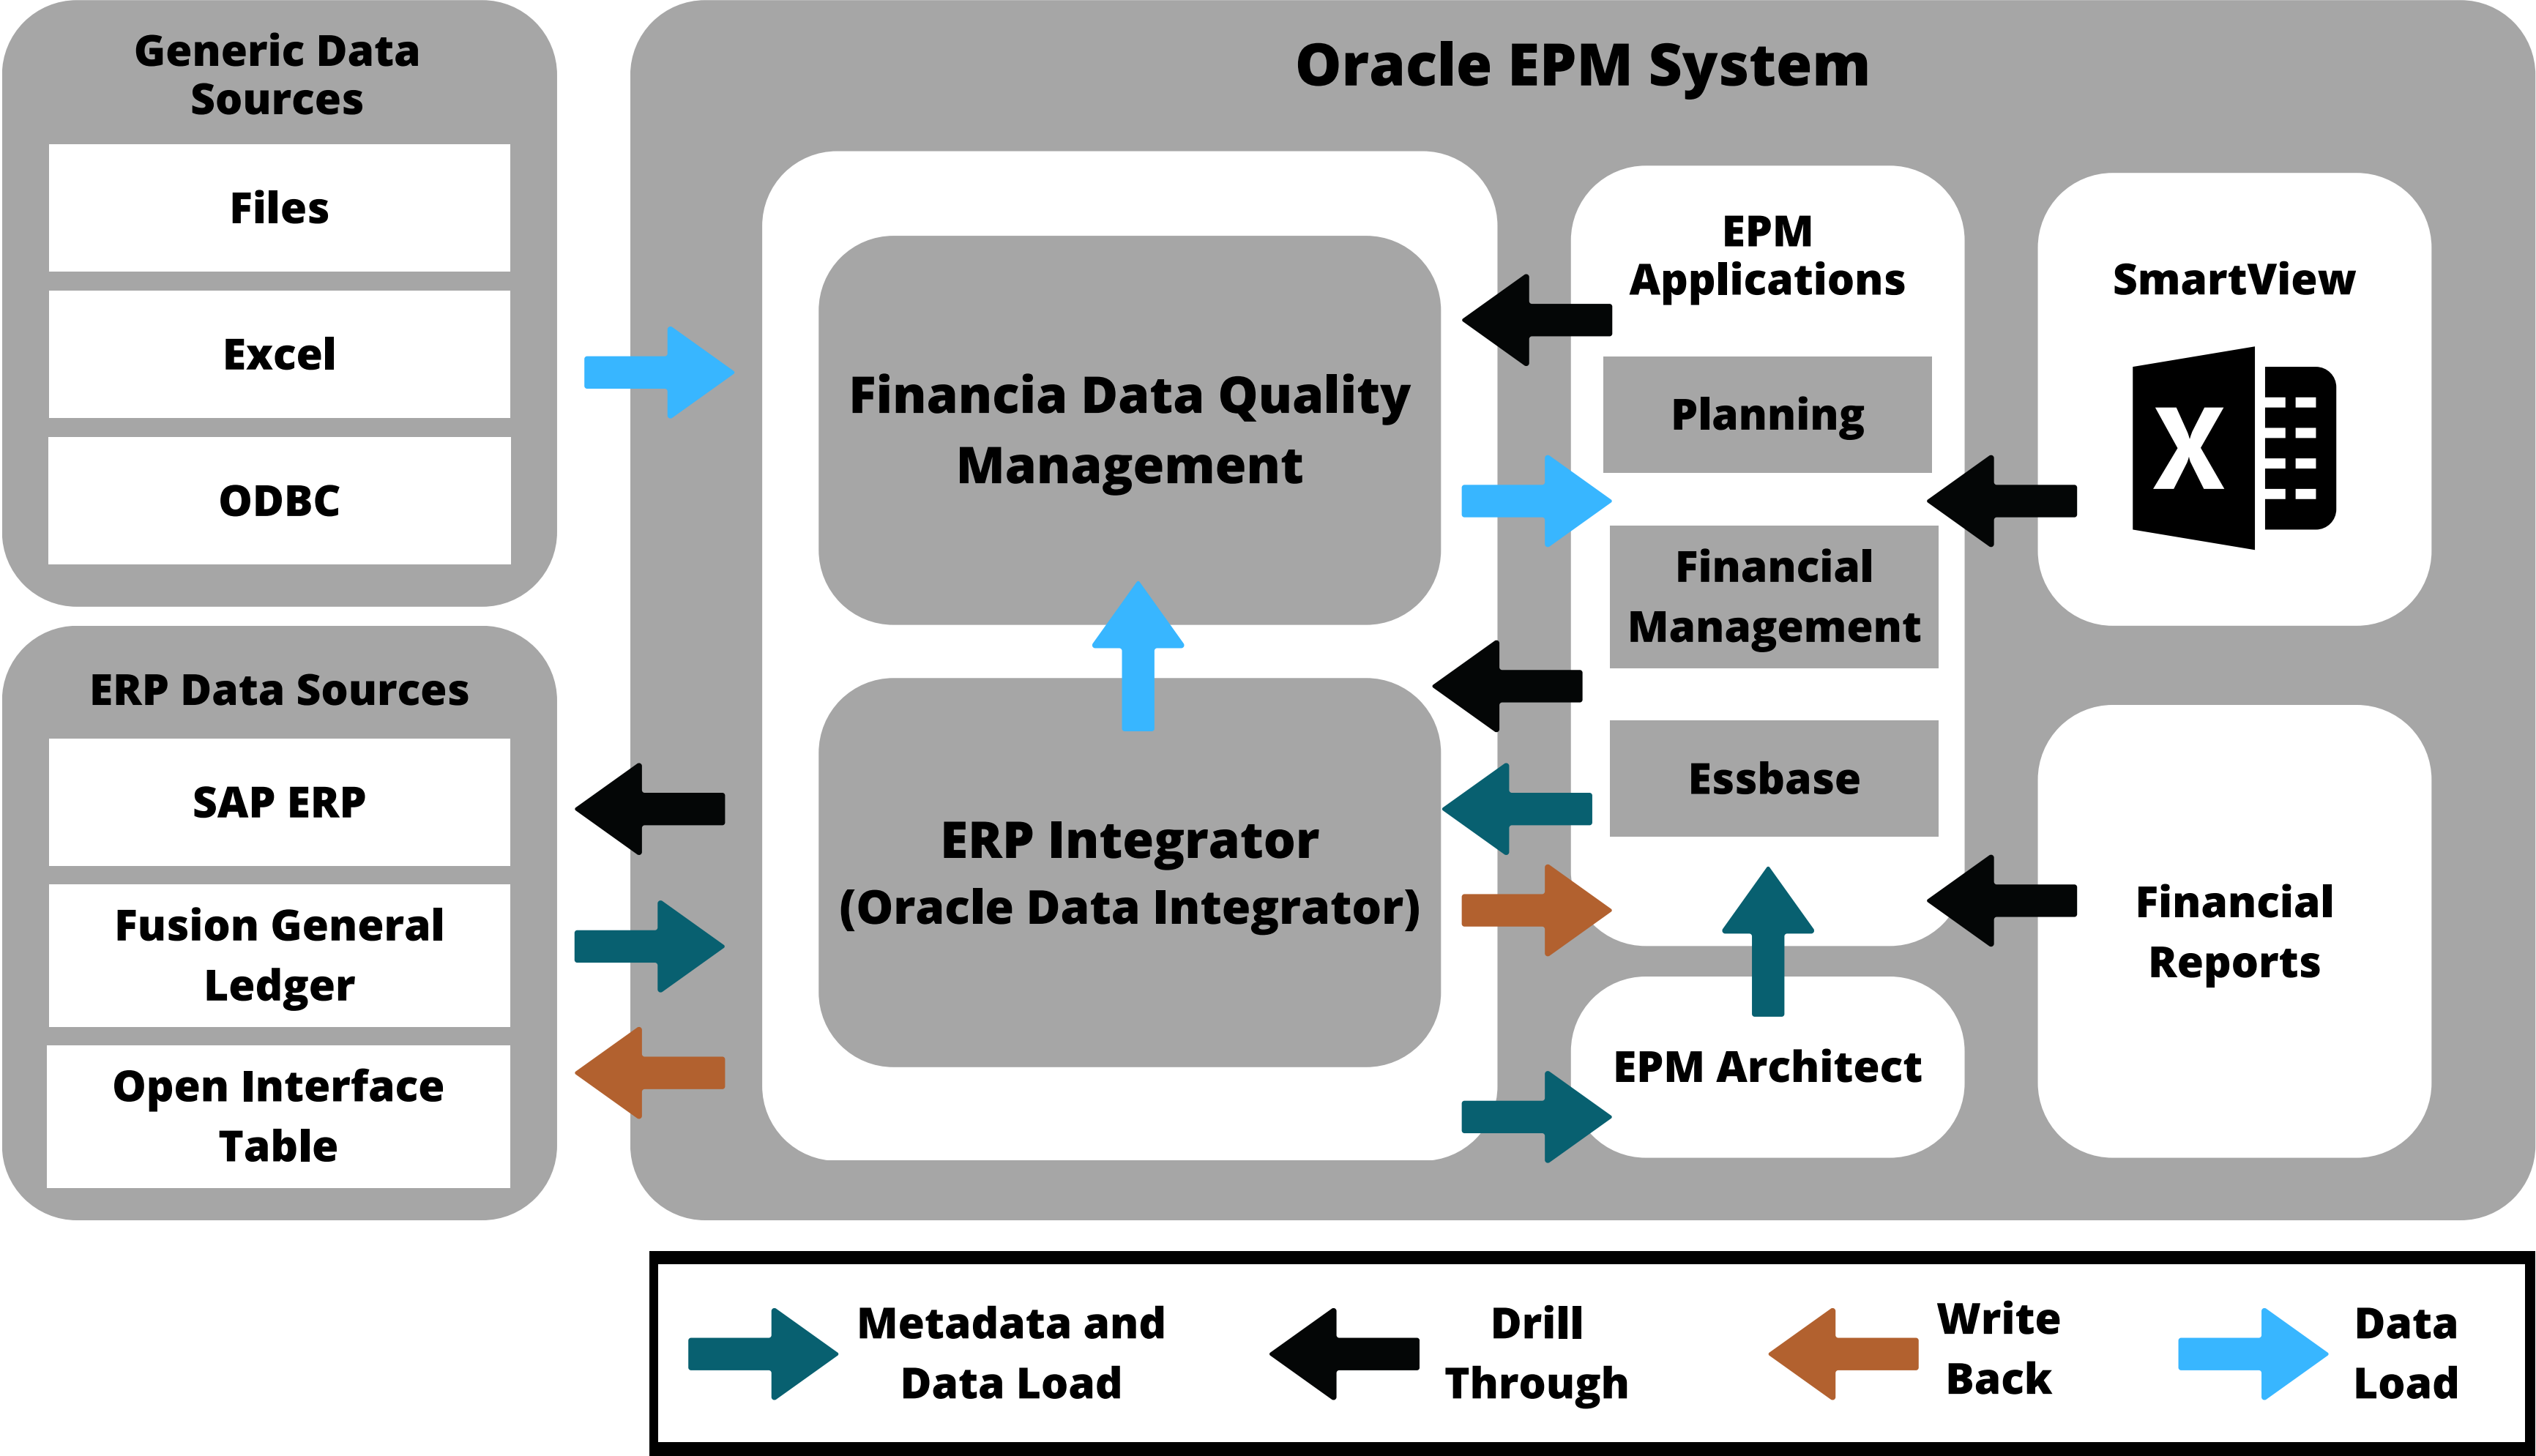 Generic Data
Sources
Files
Excel
ODBC
ERP Data Sources
SAP ERP
Fusion General
Ledger
Open Interface
Table
Oracle EPM System
Financia Data Quality
Management
ERP Integrator
(Oracle Data Integrator)
EPM
Applications
Planning
Financial
Management
Essbase
EPM Architect
SmartView
X
Financial
Reports
Metadata and
Data Load
Drill
Through
Write
Back
Data
Load